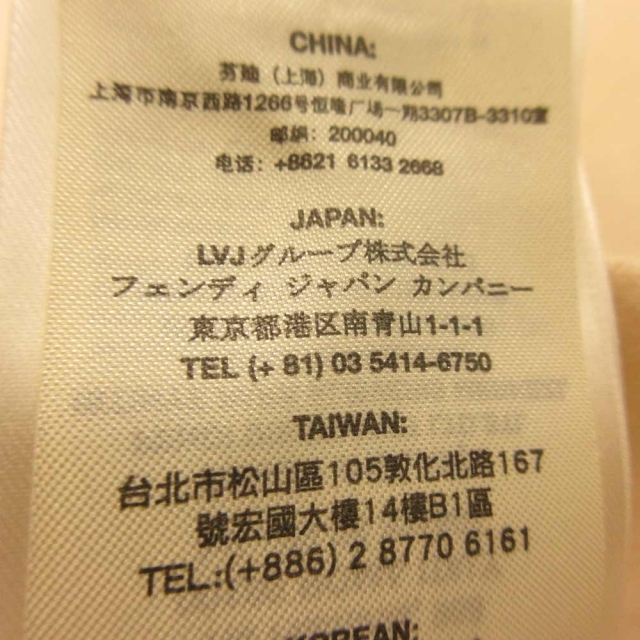 CHINA:
芬迪（上海）商业有限公司
上海市南京西路1266号恒隆广场一期3307B-3310室
邮编: 200040
电话: +8621 6133 2668
JAPAN:
LVJグループ株式会社
フェンディ ジャパン カンパニー
東京都港区南青山1-1-1
TEL (+ 81) 03 5414-6750
TAIWAN:
台北市松山區105敦化北路167
號宏國大樓14樓B1區
TEL:(+886) 2 8770 6161
KOREAN: